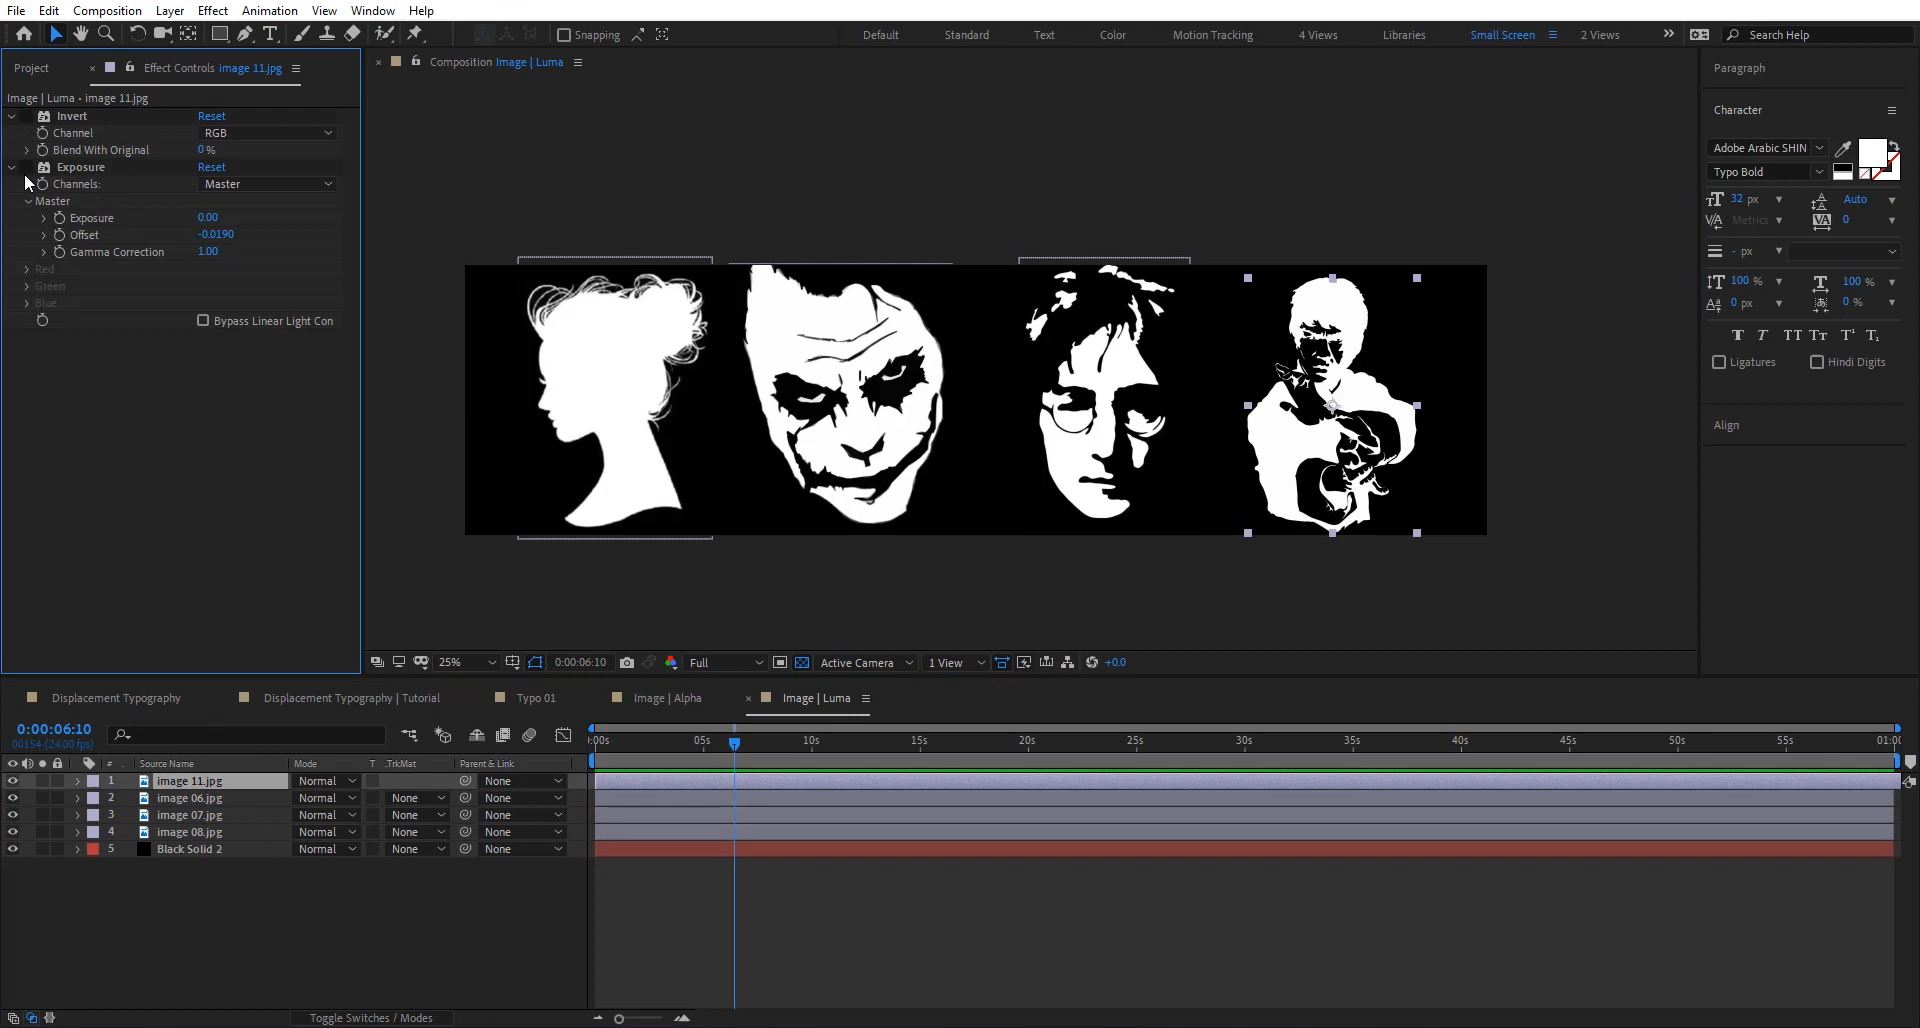 File Edit Composition Layer Effect Animation View Window Help
Snapping Default Standard Text Color Motion Tracking 4 Views Libraries Small Screen 2 Views Search Help
Project Effect Controls image 11.jpg
Image | Luma • image 11.jpg
Invert Reset
Channel RGB
Blend With Original 0 %
Exposure Reset
Channels: Master
Master
Exposure 0.00
Offset -0.0190
Gamma Correction 1.00
Red
Green
Blue
Bypass Linear Light Con
Composition Image | Luma
25% 0:00:06:10 Full Active Camera 1 View +0.0
Paragraph
Character
Adobe Arabic SHIN
Typo Bold
32 px Auto
Metrics 0
- px
100 % 100 %
0 px 0 %
T T TT Tt T¹ T₁
Ligatures Hindi Digits
Align
Displacement Typography Displacement Typography | Tutorial Typo 01 Image | Alpha Image | Luma
0:00:06:10
00154 (24.00 fps)
:00s 05s 10s 15s 20s 25s 30s 35s 40s 45s 50s 55s 01:00
# Source Name Mode T .TrkMat Parent & Link
1 image 11.jpg Normal None
2 image 06.jpg Normal None None
3 image 07.jpg Normal None None
4 image 08.jpg Normal None None
5 Black Solid 2 Normal None None
Toggle Switches / Modes